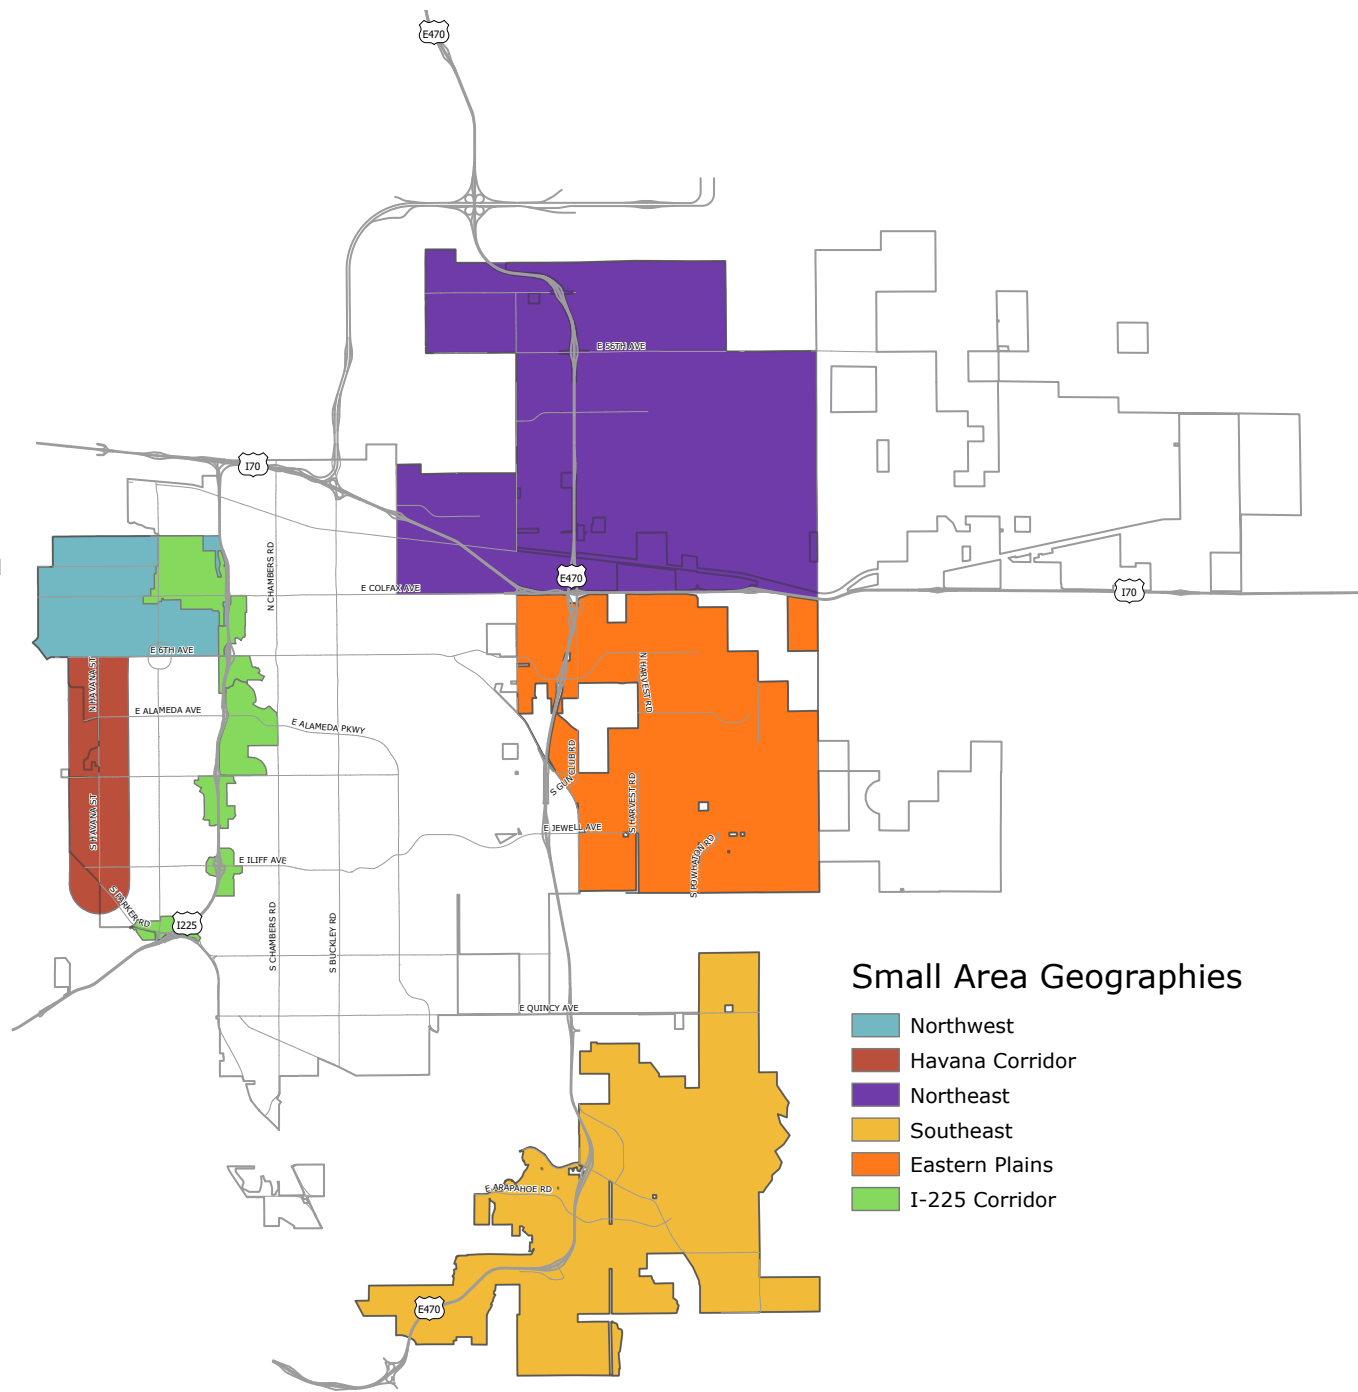 E470
E 56TH AVE
I70
N CHAMBERS RD
E470
E COLFAX AVE
I70
E 6TH AVE
N HAVANA ST
N HARVEST RD
E ALAMEDA AVE
E ALAMEDA PKWY
S GUN CLUB RD
S HAVANA ST
S HARVEST RD
E JEWELL AVE
S POWHATON RD
E ILIFF AVE
S PARKER RD
I225
S CHAMBERS RD
S BUCKLEY RD
E QUINCY AVE
Small Area Geographies
Northwest
Havana Corridor
Northeast
Southeast
Eastern Plains
I-225 Corridor
E ARAPAHOE RD
E470